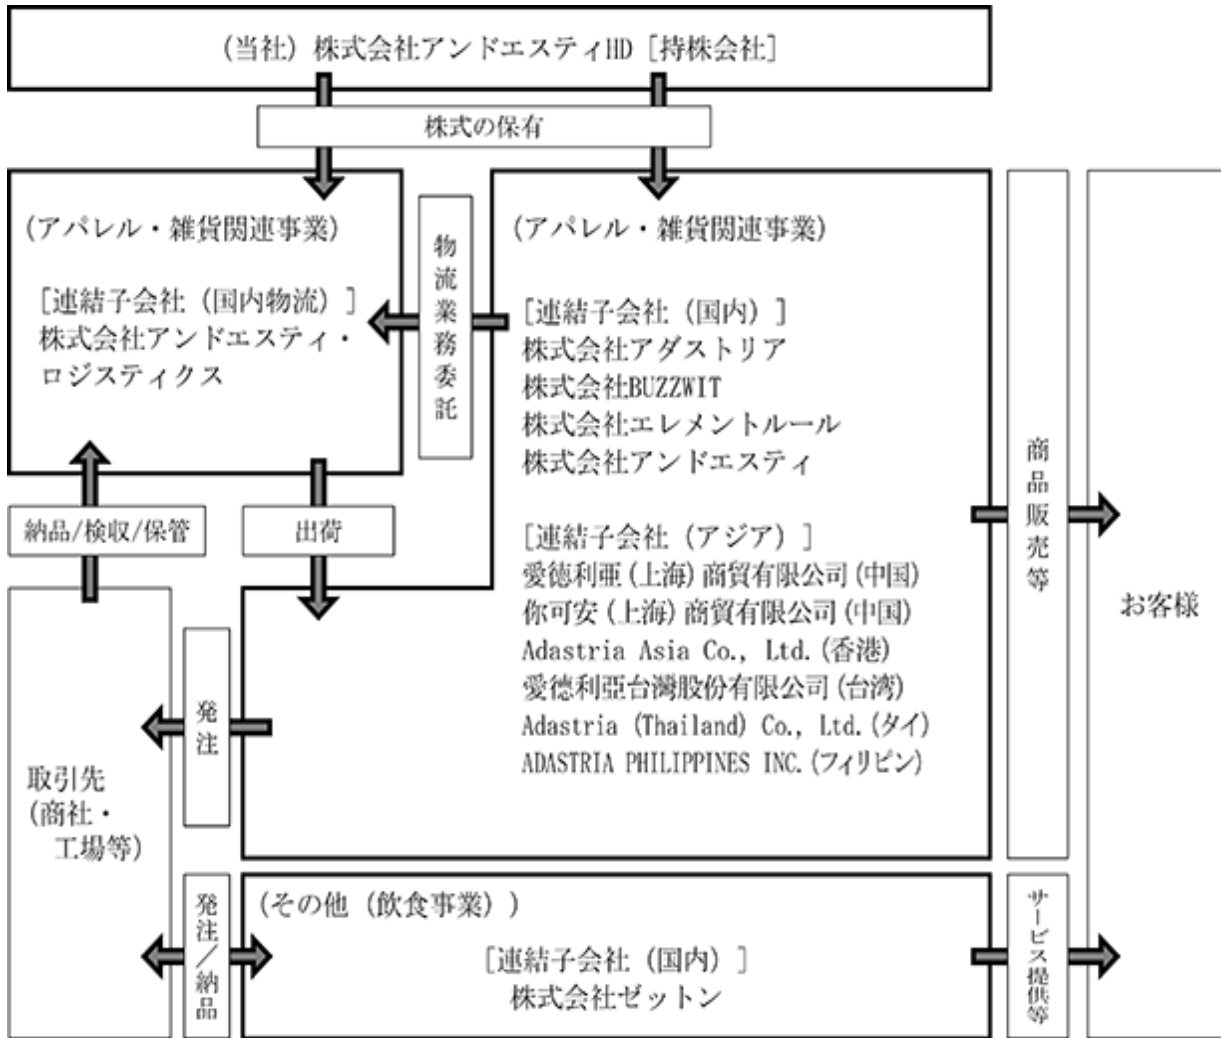 (当社) 株式会社アンドエスティHD [持株会社]
株式の保有
(アパレル・雑貨関連事業)
[連結子会社 (国内物流) ]
株式会社アンドエスティ・
ロジスティクス
物流業務委託
(アパレル・雑貨関連事業)
[連結子会社 (国内) ]
株式会社アダストリア
株式会社BUZZWIT
株式会社エレメントルール
株式会社アンドエスティ
[連結子会社 (アジア) ]
愛徳利亜(上海)商貿有限公司(中国)
你可安(上海)商貿有限公司(中国)
Adastria Asia Co., Ltd.(香港)
愛德利亞台灣股份有限公司(台湾)
Adastria (Thailand) Co., Ltd.(タイ)
ADASTRIA PHILIPPINES INC.(フィリピン)
納品/検収/保管
出荷
発注
取引先
(商社・
工場等)
商品販売等
お客様
発注/納品
(その他 (飲食事業) )
[連結子会社 (国内) ]
株式会社ゼットン
サービス提供等